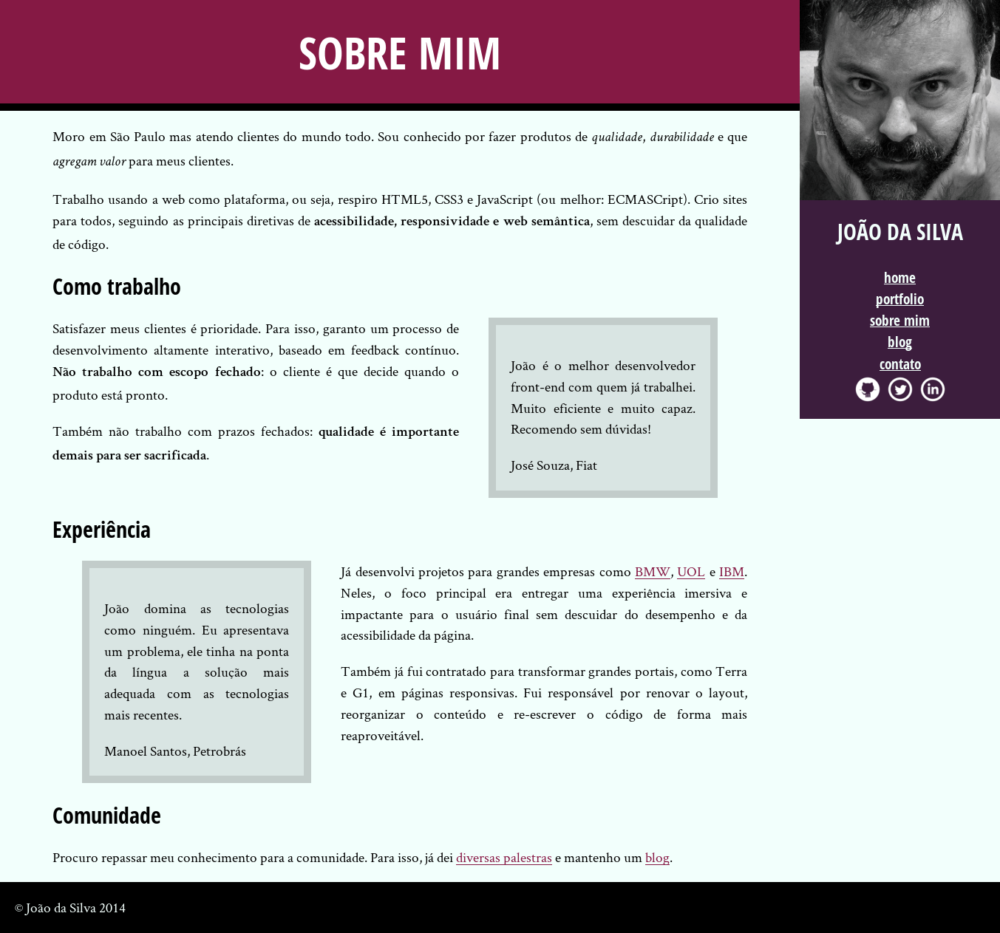 SOBRE MIM
Moro em São Paulo mas atendo clientes do mundo todo. Sou conhecido por fazer produtos de qualidade, durabilidade e que
agregam valor para meus clientes.
Trabalho usando a web como plataforma, ou seja, respiro HTML5, CSS3 e JavaScript (ou melhor: ECMASCript). Crio sites
para todos, seguindo as principais diretivas de acessibilidade, responsividade e web semântica, sem descuidar da qualidade
de código.
Como trabalho
Satisfazer meus clientes é prioridade. Para isso, garanto um processo de
desenvolvimento altamente interativo, baseado em feedback contínuo.
Não trabalho com escopo fechado: o cliente é que decide quando o
produto está pronto.
Também não trabalho com prazos fechados: qualidade é importante
demais para ser sacrificada.
João é o melhor desenvolvedor
front-end com quem já trabalhei.
Muito eficiente e muito capaz.
Recomendo sem dúvidas!
José Souza, Fiat
Experiência
João domina as tecnologias
como ninguém. Eu apresentava
um problema, ele tinha na ponta
da língua a solução mais
adequada com as tecnologias
mais recentes.
Manoel Santos, Petrobrás
Já desenvolvi projetos para grandes empresas como BMW, UOL e IBM.
Neles, o foco principal era entregar uma experiência imersiva e
impactante para o usuário final sem descuidar do desempenho e da
acessibilidade da página.
Também já fui contratado para transformar grandes portais, como Terra
e G1, em páginas responsivas. Fui responsável por renovar o layout,
reorganizar o conteúdo e re-escrever o código de forma mais
reaproveitável.
Comunidade
Procuro repassar meu conhecimento para a comunidade. Para isso, já dei diversas palestras e mantenho um blog.
JOÃO DA SILVA
home
portfolio
sobre mim
blog
contato
in
© João da Silva 2014